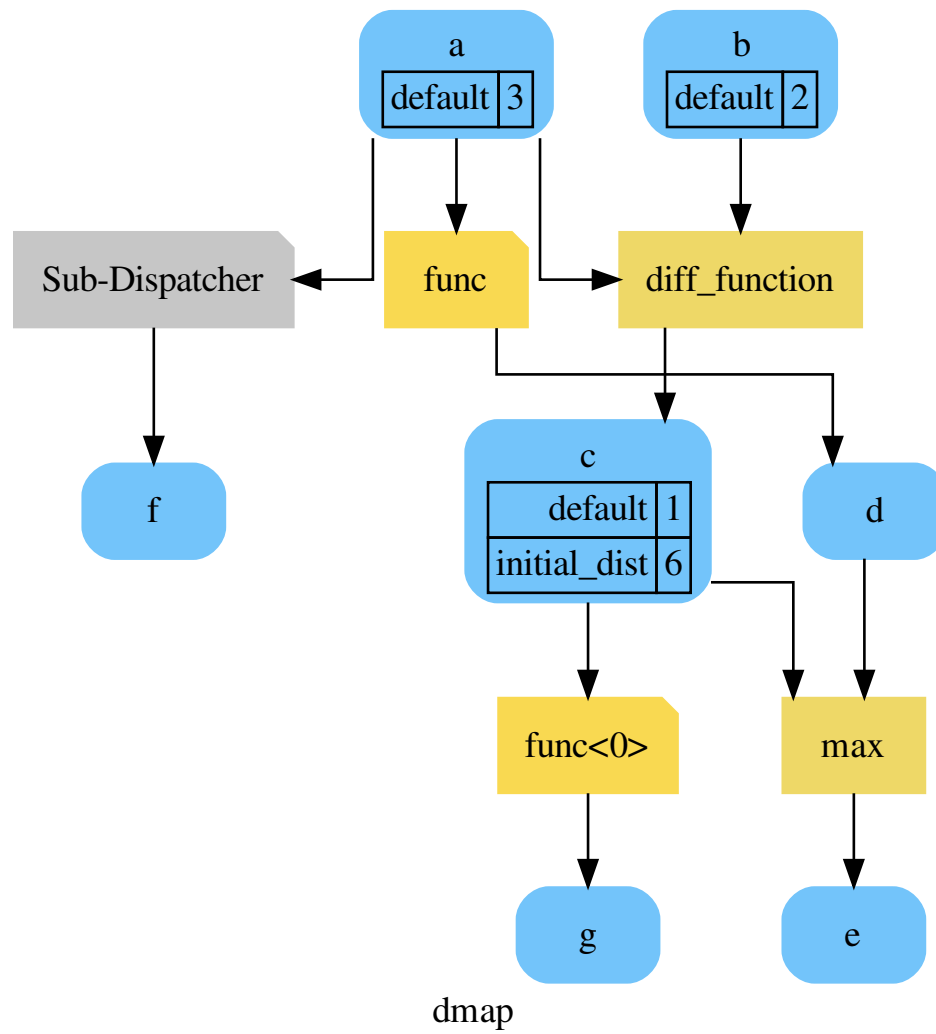 a
default 3
b
default 2
Sub-Dispatcher
func
diff_function
c
default 1
initial_dist 6
f
d
func<0>
max
g
e
dmap